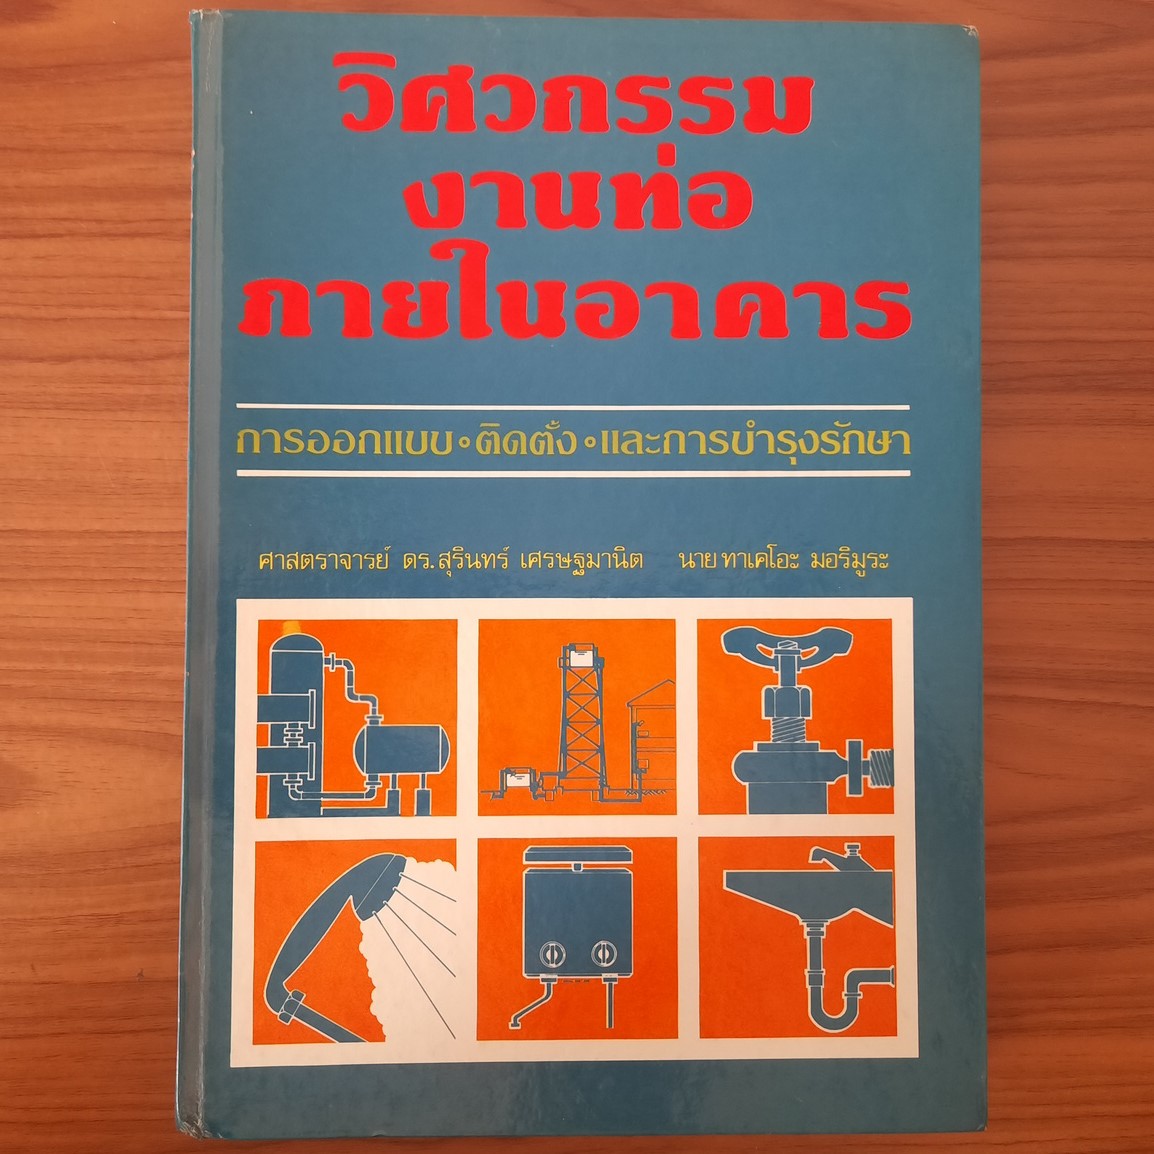 วิศวกรรม
งานท่อ
ภายในอาคาร
การออกแบบ•ติดตั้ง•และการบำรุงรักษา
ศาสตราจารย์ ดร.สุรินทร์ เศรษฐมานิต นาย ทาเคโอะ มอริมูระ